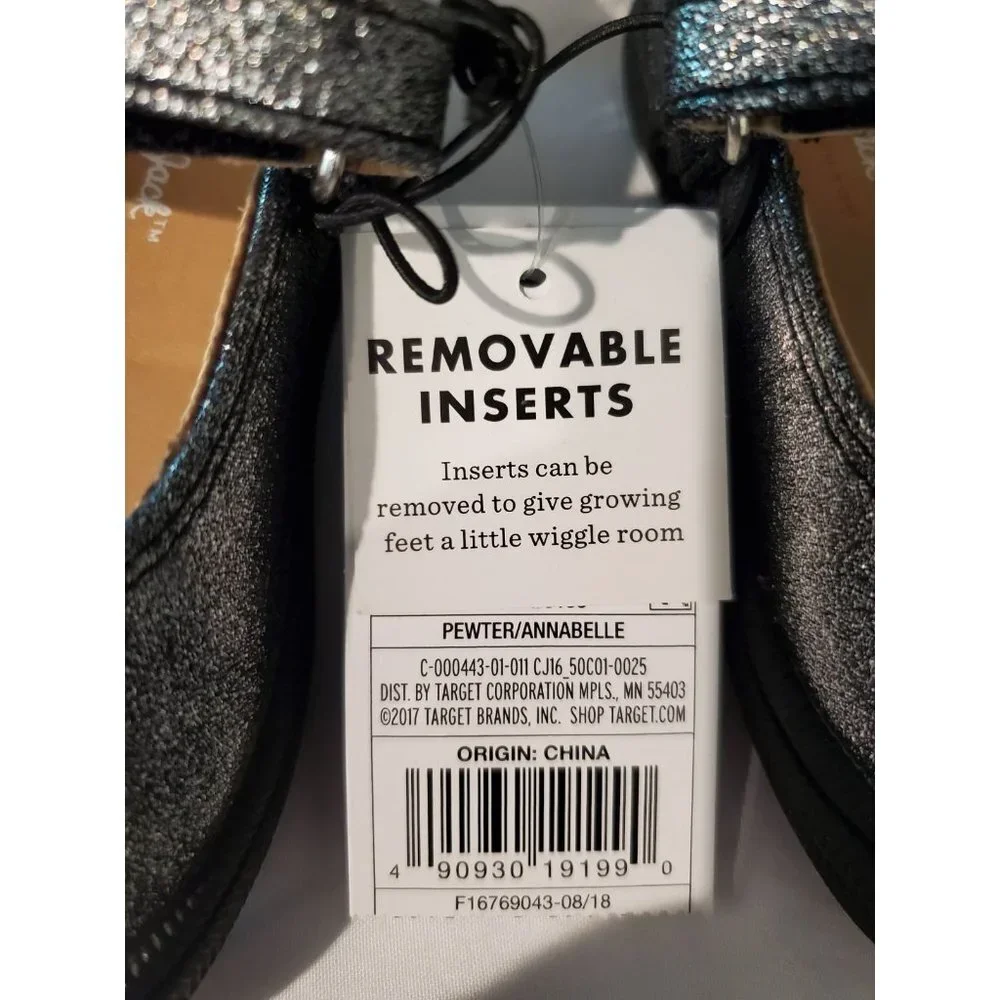 Jack™
REMOVABLE
INSERTS
Inserts can be
removed to give growing
feet a little wiggle room
PEWTER/ANNABELLE
C-000443-01-011 CJ16_50C01-0025
DIST. BY TARGET CORPORATION MPLS., MN 55403
©2017 TARGET BRANDS, INC. SHOP TARGET.COM
ORIGIN: CHINA
4 90930 19199 0
F16769043-08/18